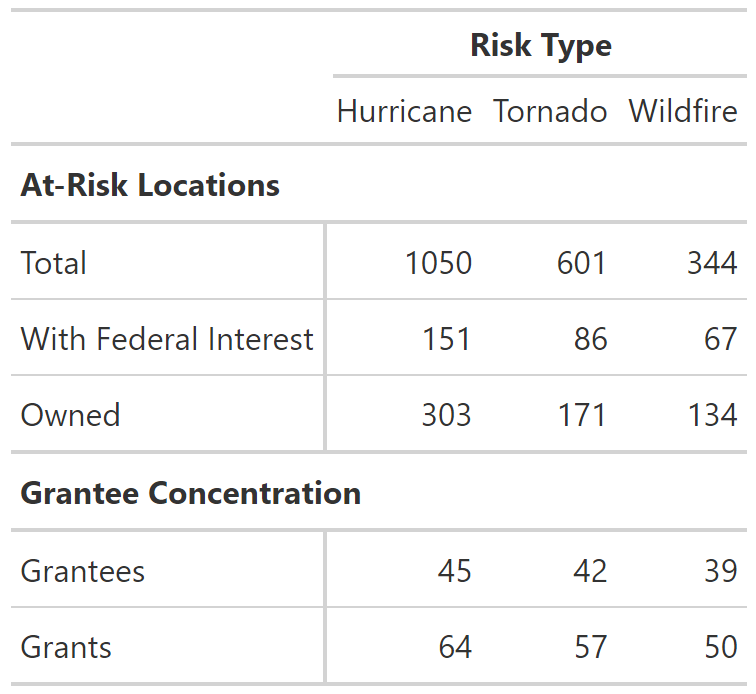 Risk Type
Hurricane Tornado Wildfire
At-Risk Locations
Total 1050 601 344
With Federal Interest 151 86 67
Owned 303 171 134
Grantee Concentration
Grantees 45 42 39
Grants 64 57 50